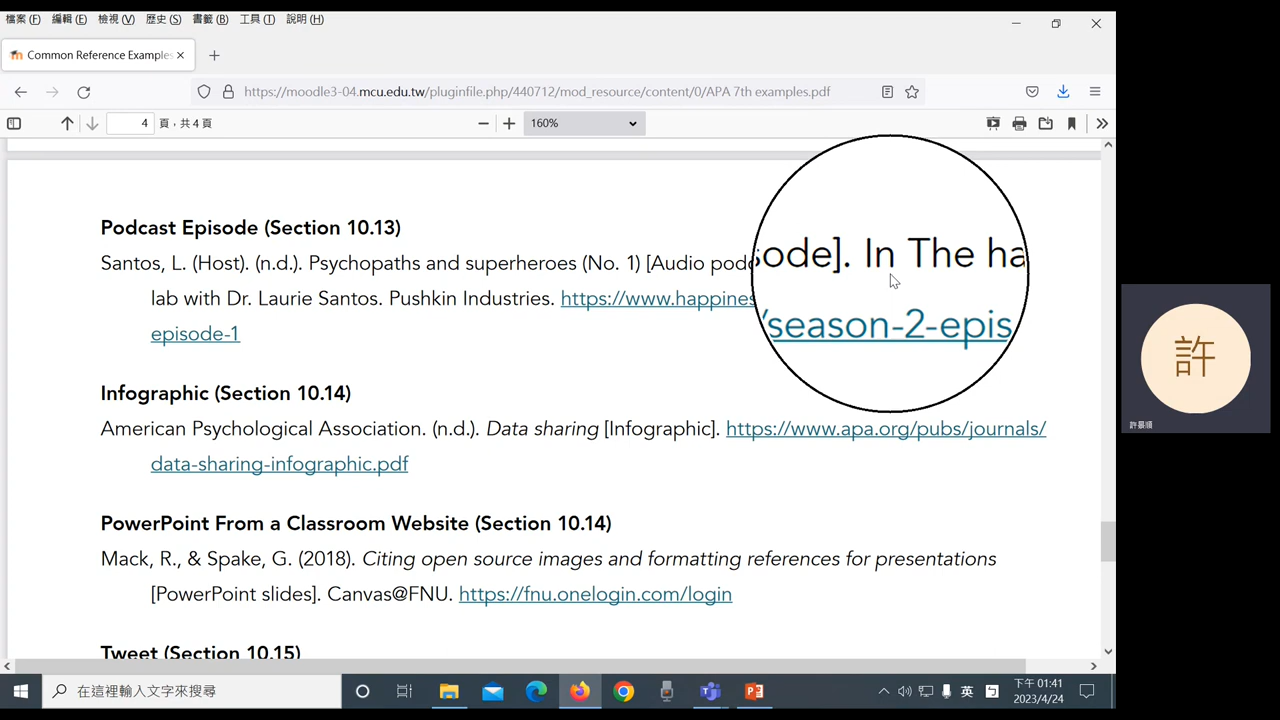 檔案 (F) 編輯 (E) 檢視 (V) 歷史 (S) 書籤 (B) 工具 (T) 說明 (H)
Common Reference Examples
https://moodle3-04.mcu.edu.tw/pluginfile.php/440712/mod_resource/content/0/APA 7th examples.pdf
4 頁，共 4 頁
160%
Podcast Episode (Section 10.13)
Santos, L. (Host). (n.d.). Psychopaths and superheroes (No. 1) [Audio podc
ode]. In The ha
lab with Dr. Laurie Santos. Pushkin Industries. https://www.happines
/season-2-epis
episode-1
Infographic (Section 10.14)
American Psychological Association. (n.d.). Data sharing [Infographic]. https://www.apa.org/pubs/journals/
data-sharing-infographic.pdf
PowerPoint From a Classroom Website (Section 10.14)
Mack, R., & Spake, G. (2018). Citing open source images and formatting references for presentations
[PowerPoint slides]. Canvas@FNU. https://fnu.onelogin.com/login
Tweet (Section 10.15)
許
許景順
在這裡輸入文字來搜尋
英
下午 01:41
2023/4/24